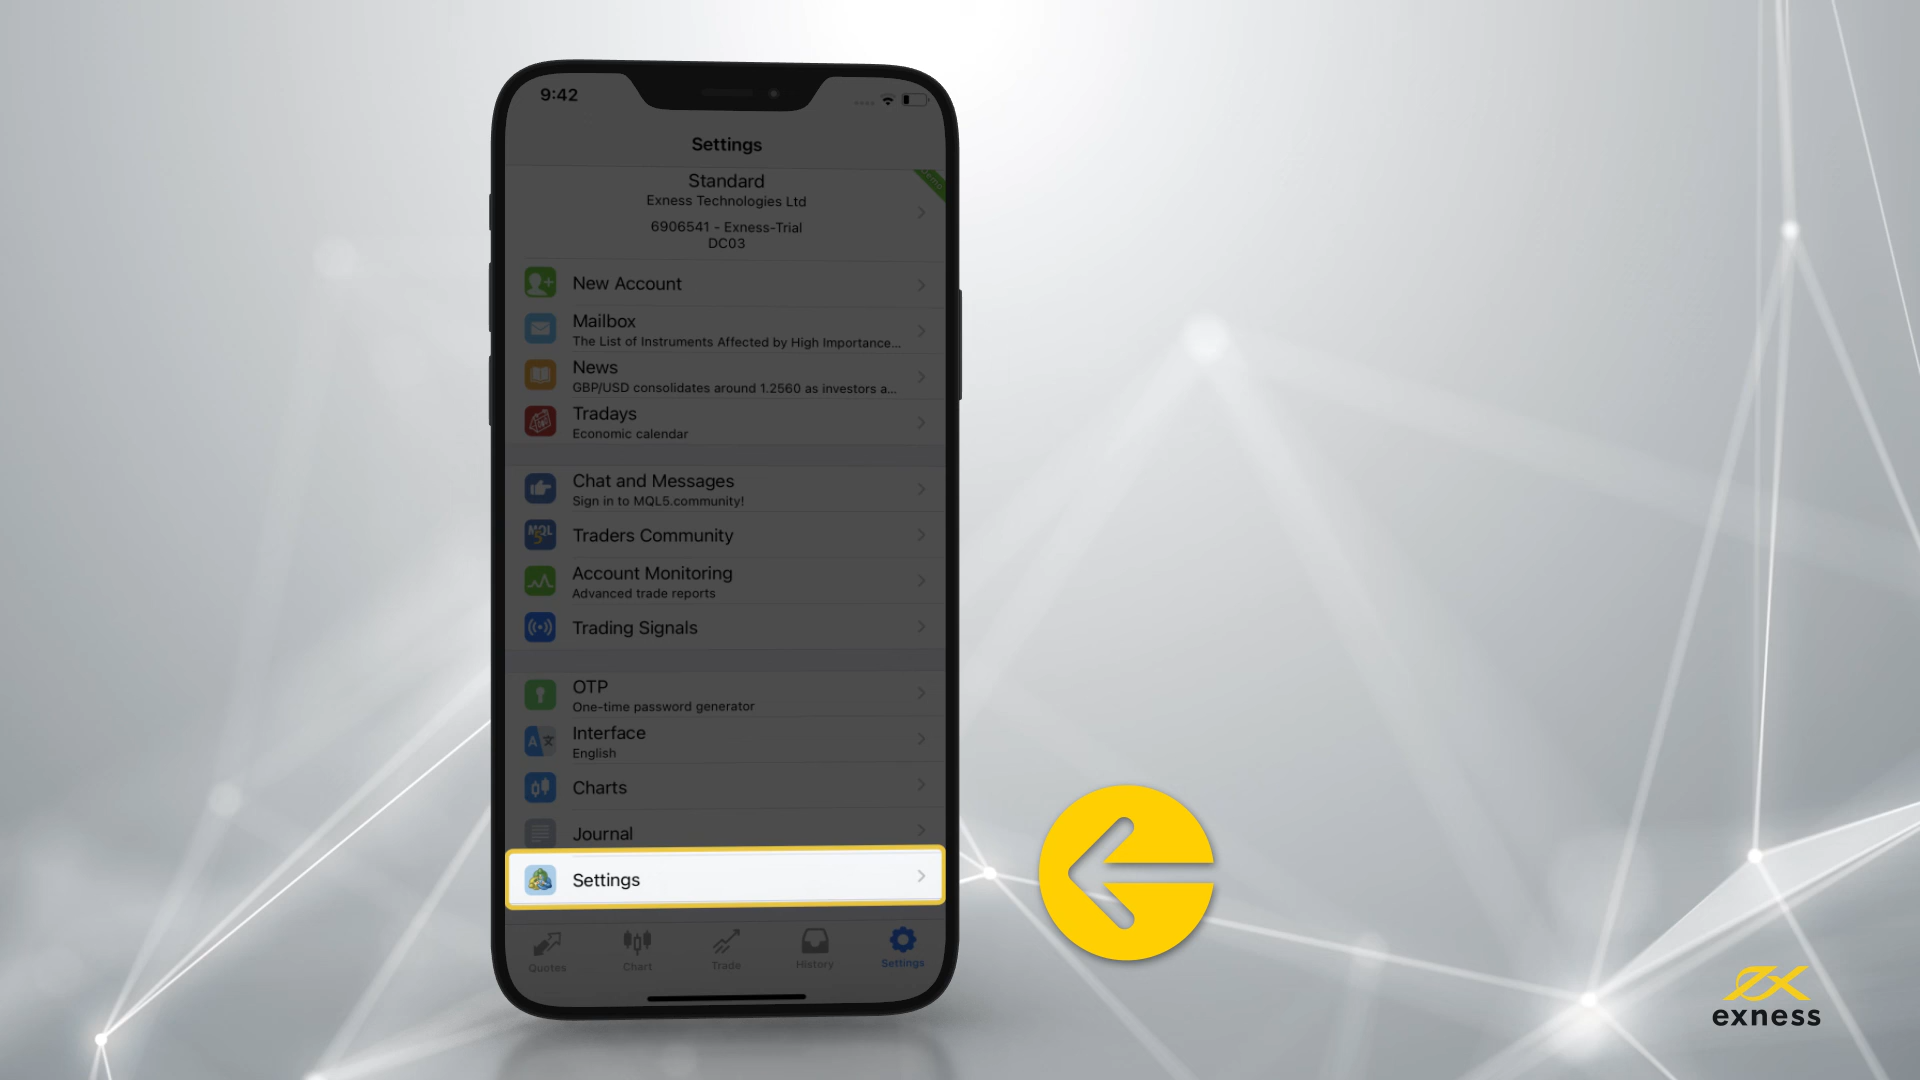 9:42
Settings
Standard
Exness Technologies Ltd
6906541 - Exness-Trial
DC03
New Account
Mailbox
The List of Instruments Affected by High Importance...
News
GBP/USD consolidates around 1.2560 as investors a...
Tradays
Economic calendar
Chat and Messages
Sign in to MQL5.community!
MQL
5
Traders Community
Account Monitoring
Advanced trade reports
Trading Signals
OTP
One-time password generator
A 文
Interface
English
Charts
Journal
Settings
Quotes
Chart
Trade
History
Settings
exness